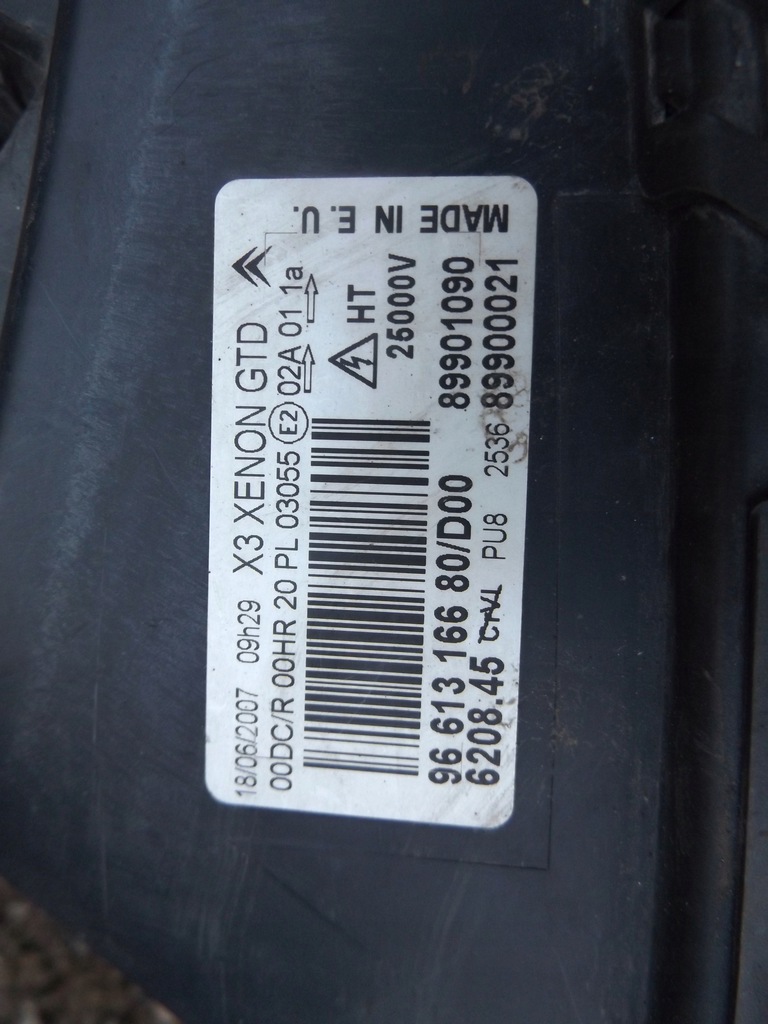 18/06/2007 09h29 X3 XENON GTD
00DC/R 00HR 20 PL 03055 E2 02A 01 1a
HT
25000V
96 613 166 80/D00 89901090
6208.45 PU8 2536 89900021
MADE IN E. U.